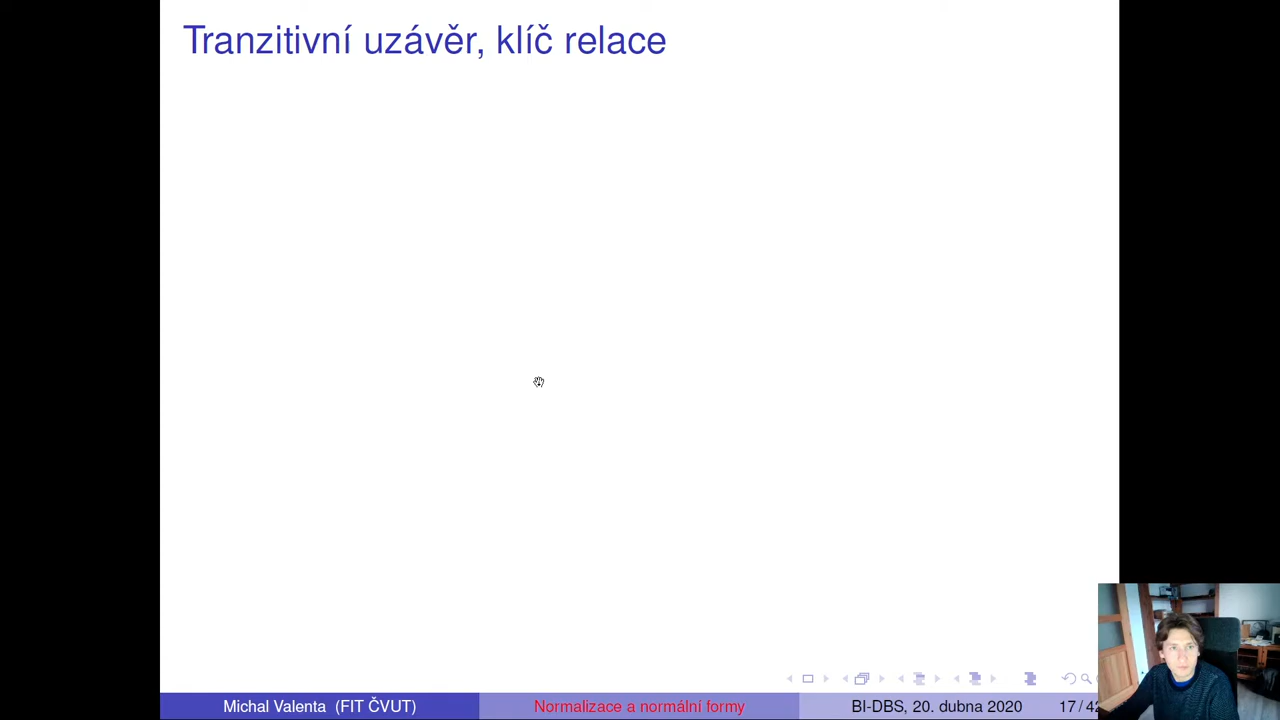 Tranzitivní uzávěr, klíč relace
Michal Valenta (FIT ČVUT)
Normalizace a normální formy
BI-DBS, 20. dubna 2020
17 / 42